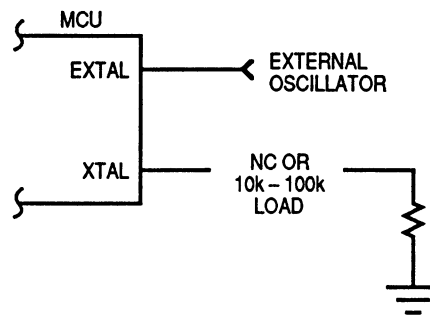 MCU
EXTAL
EXTERNAL
OSCILLATOR
XTAL
NC OR
10k – 100k
LOAD